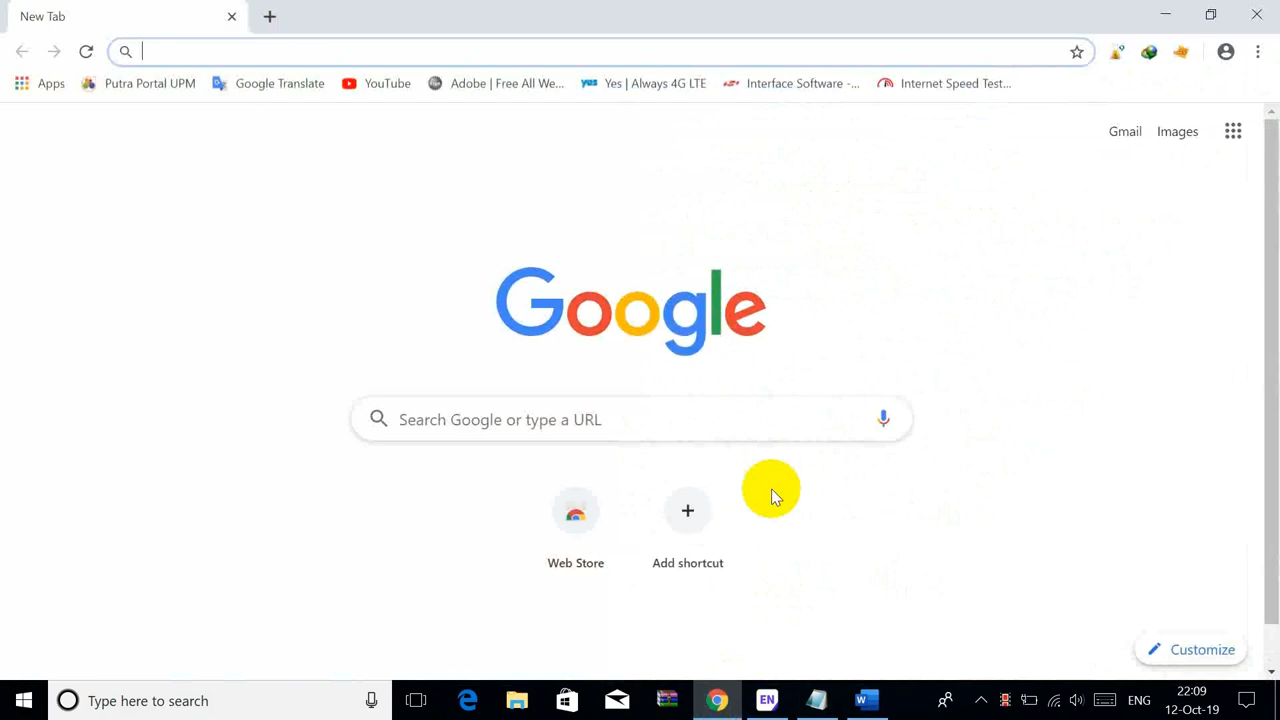 New Tab
Apps
Putra Portal UPM
Google Translate
YouTube
Adobe | Free All We...
yes
Yes | Always 4G LTE
Interface Software -...
Internet Speed Test...
Gmail
Images
Google
Search Google or type a URL
Web Store
Add shortcut
Customize
Type here to search
EN
W
ENG
22:09
12-Oct-19